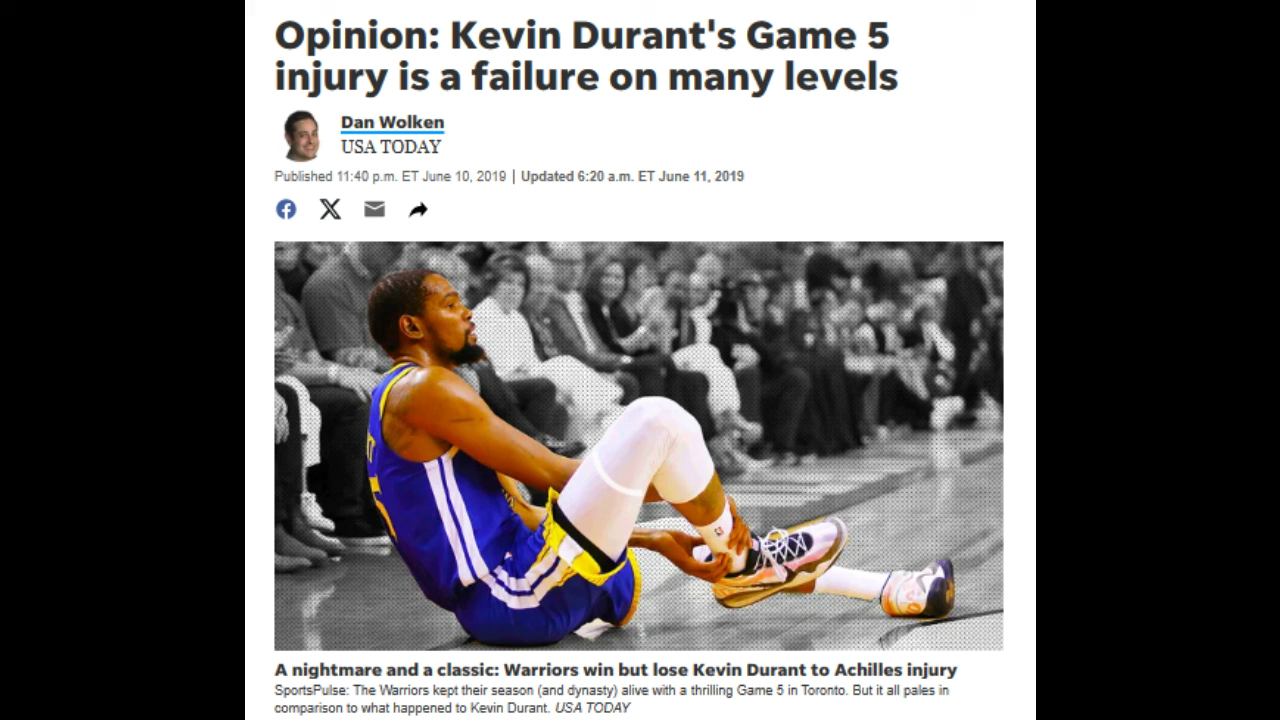 Opinion: Kevin Durant's Game 5
injury is a failure on many levels
Dan Wolken
USA TODAY
Published 11:40 p.m. ET June 10, 2019 | Updated 6:20 a.m. ET June 11, 2019
A nightmare and a classic: Warriors win but lose Kevin Durant to Achilles injury
SportsPulse: The Warriors kept their season (and dynasty) alive with a thrilling Game 5 in Toronto. But it all pales in
comparison to what happened to Kevin Durant. USA TODAY